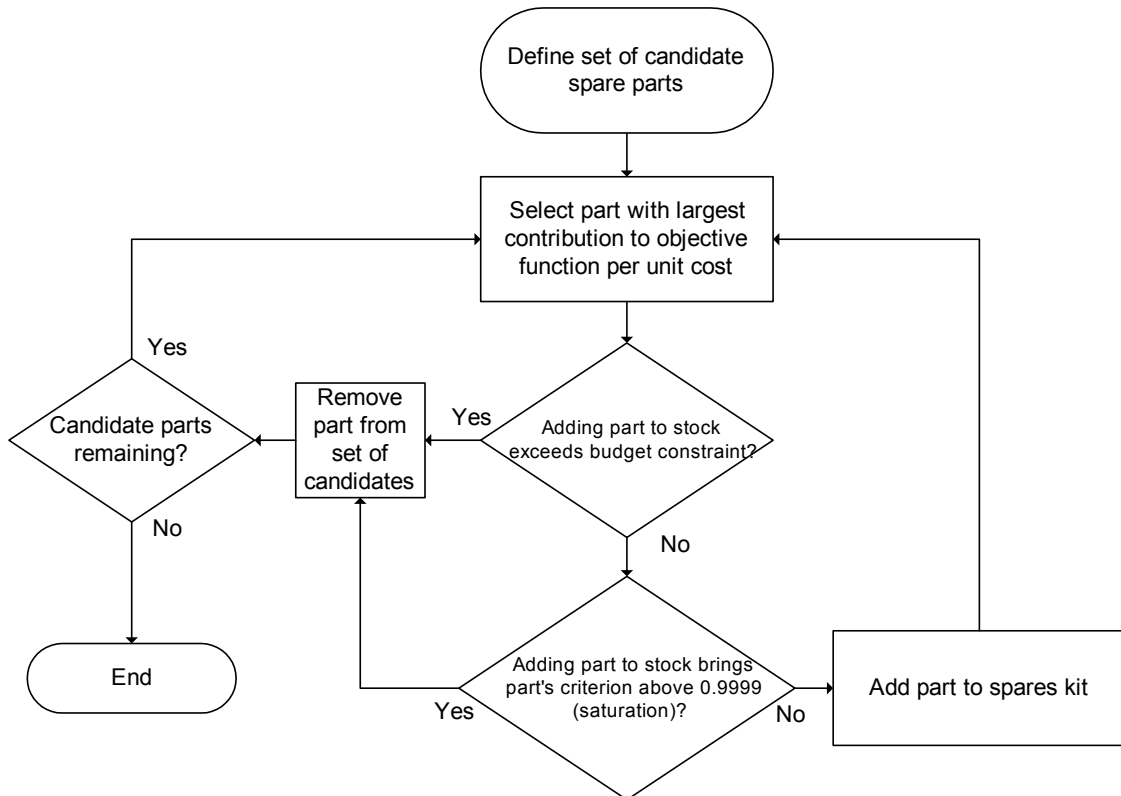 Define set of candidate
spare parts
Select part with largest
contribution to objective
function per unit cost
Yes
Candidate parts
remaining?
No
End
Remove
part from
set of
candidates
Yes
Adding part to stock
exceeds budget constraint?
No
Adding part to stock brings
part's criterion above 0.9999
(saturation)?
Yes
No
Add part to spares kit